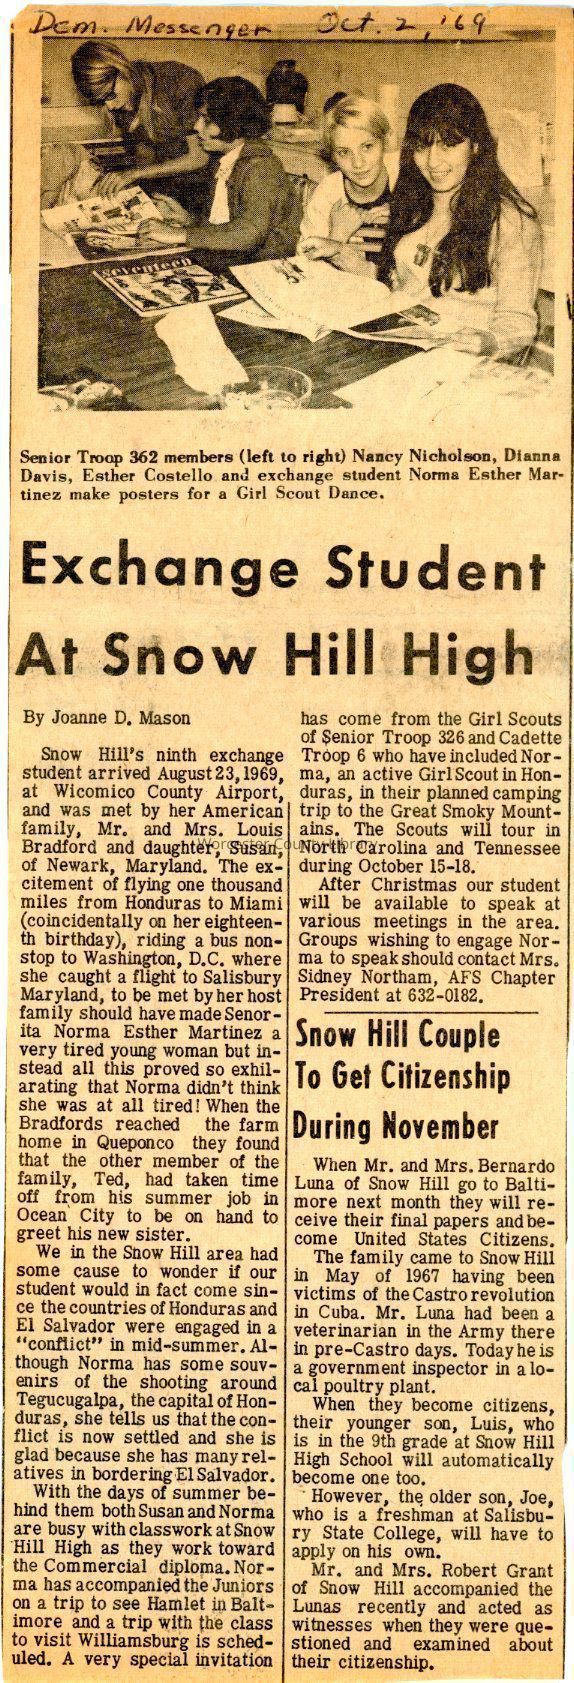 Dem. Messenger Oct. 2, '69
Seventeen
Senior Troop 362 members (left to right) Nancy Nicholson, Dianna
Davis, Esther Costello and exchange student Norma Esther Mar-
tinez make posters for a Girl Scout Dance.
Exchange Student
At Snow Hill High
By Joanne D. Mason
Snow Hill's ninth exchange
student arrived August 23, 1969,
at Wicomico County Airport,
and was met by her American
family, Mr. and Mrs. Louis
Bradford and daughter, Susan,
of Newark, Maryland. The ex-
citement of flying one thousand
miles from Honduras to Miami
(coincidentally on her eighteen-
th birthday), riding a bus non-
stop to Washington, D.C. where
she caught a flight to Salisbury
Maryland, to be met by her host
family should have made Senor-
ita Norma Esther Martinez a
very tired young woman but in-
stead all this proved so exhil-
arating that Norma didn't think
she was at all tired! When the
Bradfords reached the farm
home in Queponco they found
that the other member of the
family, Ted, had taken time
off from his summer job in
Ocean City to be on hand to
greet his new sister.
We in the Snow Hill area had
some cause to wonder if our
student would in fact come sin-
ce the countries of Honduras and
El Salvador were engaged in a
"conflict" in mid-summer. Al-
though Norma has some souv-
enirs of the shooting around
Tegucugalpa, the capital of Hon-
duras, she tells us that the con-
flict is now settled and she is
glad because she has many rel-
atives in bordering El Salvador.
With the days of summer be-
hind them both Susan and Norma
are busy with classwork at Snow
Hill High as they work toward
the Commercial diploma. Nor-
ma has accompanied the Juniors
on a trip to see Hamlet in Balt-
imore and a trip with the class
to visit Williamsburg is sched-
uled. A very special invitation
has come from the Girl Scouts
of Senior Troop 326 and Cadette
Troop 6 who have included Nor-
ma, an active Girl Scout in Hon-
duras, in their planned camping
trip to the Great Smoky Mount-
ains. The Scouts will tour in
North Carolina and Tennessee
during October 15-18.
After Christmas our student
will be available to speak at
various meetings in the area.
Groups wishing to engage Nor-
ma to speak should contact Mrs.
Sidney Northam, AFS Chapter
President at 632-0182.
Snow Hill Couple
To Get Citizenship
During November
When Mr. and Mrs. Bernardo
Luna of Snow Hill go to Balti-
more next month they will re-
ceive their final papers and be-
come United States Citizens.
The family came to Snow Hill
in May of 1967 having been
victims of the Castro revolution
in Cuba. Mr. Luna had been a
veterinarian in the Army there
in pre-Castro days. Today he is
a government inspector in a lo-
cal poultry plant.
When they become citizens,
their younger son, Luis, who
is in the 9th grade at Snow Hill
High School will automatically
become one too.
However, the older son, Joe,
who is a freshman at Salisbu-
ry State College, will have to
apply on his own.
Mr. and Mrs. Robert Grant
of Snow Hill accompanied the
Lunas recently and acted as
witnesses when they were que-
stioned and examined about
their citizenship.
Worcester County Library